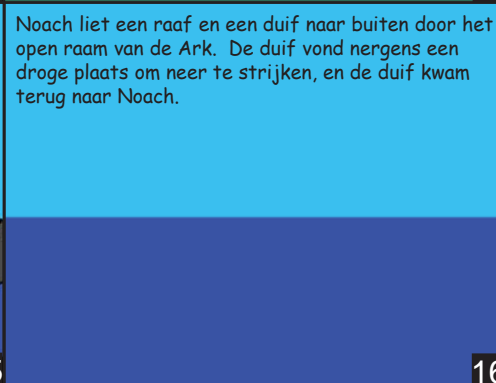 Noach liet een raaf en een duif naar buiten door het
open raam van de Ark.  De duif vond nergens een
droge plaats om neer te strijken, en de duif kwam
terug naar Noach.
16